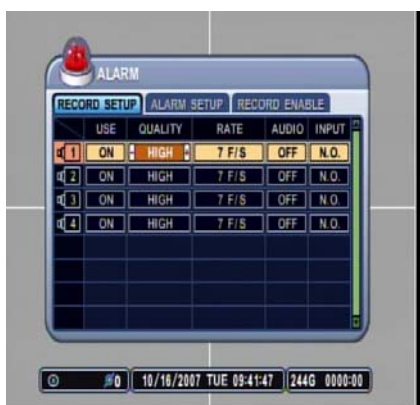 ALARM
RECORD SETUP ALARM SETUP RECORD ENABLE
USE QUALITY RATE AUDIO INPUT
1 ON HIGH 7 F/S OFF N.O.
2 ON HIGH 7 F/S OFF N.O.
3 ON HIGH 7 F/S OFF N.O.
4 ON HIGH 7 F/S OFF N.O.
0 10/16/2007 TUE 09:41:47 244G 0000:00